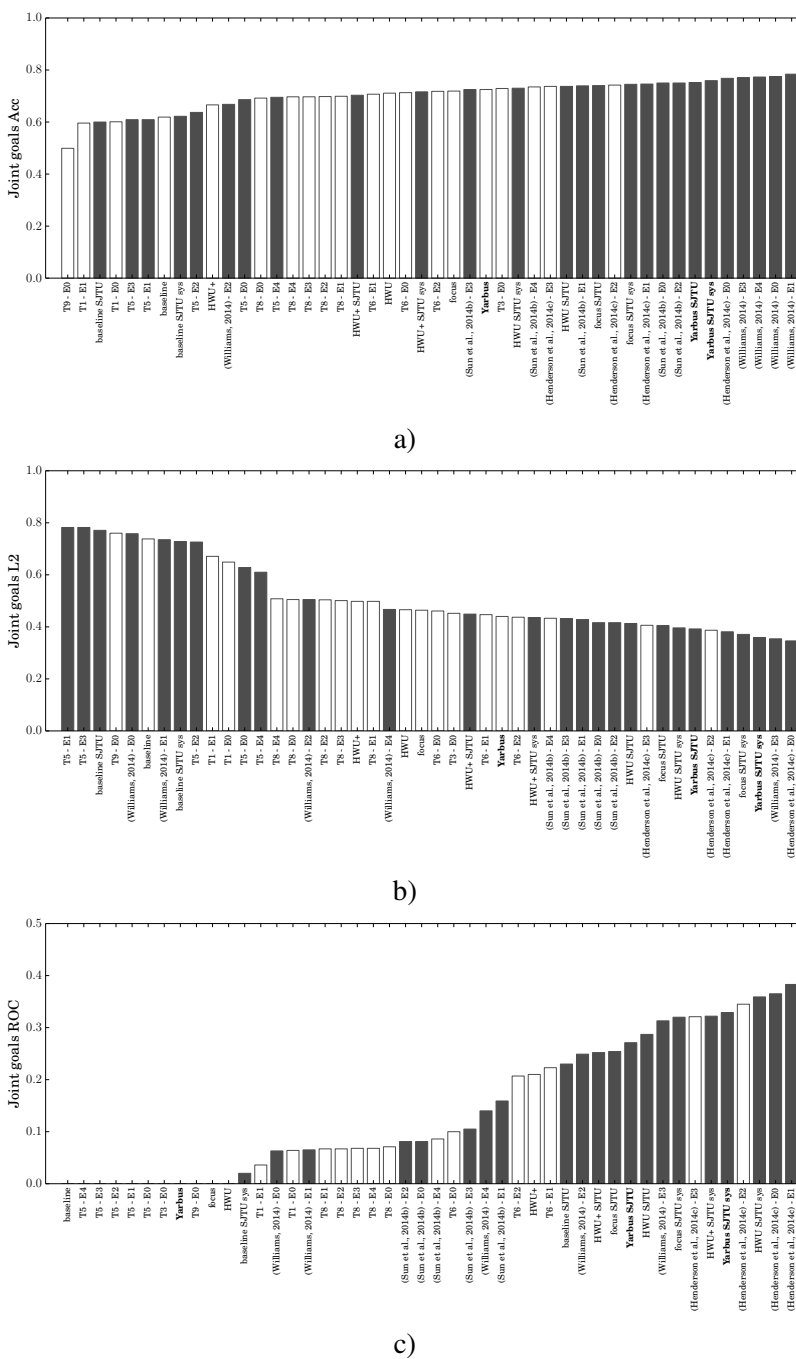 1.0
0.8
0.6
0.4
0.2
0.0
Joint goals Acc
T9 - E0
T1 - E1
baseline SJTU
T1 - E0
T5 - E3
T5 - E1
baseline
baseline SJTU sys
T5 - E2
HWU+
(Williams, 2014) - E2
T5 - E0
T8 - E0
T5 - E4
T8 - E4
T8 - E3
T8 - E2
T8 - E1
HWU+ SJTU
T6 - E1
HWU
T6 - E0
HWU+ SJTU sys
T6 - E2
focus
(Sun et al., 2014b) - E3
Yarbus
T3 - E0
HWU SJTU sys
(Sun et al., 2014b) - E4
(Henderson et al., 2014c) - E3
HWU SJTU
(Sun et al., 2014b) - E1
focus SJTU
(Henderson et al., 2014c) - E2
focus SJTU sys
(Henderson et al., 2014c) - E1
(Sun et al., 2014b) - E0
(Sun et al., 2014b) - E2
Yarbus SJTU
Yarbus SJTU sys
(Henderson et al., 2014c) - E0
(Williams, 2014) - E3
(Williams, 2014) - E4
(Williams, 2014) - E0
(Williams, 2014) - E1
a)
1.0
0.8
0.6
0.4
0.2
0.0
Joint goals L2
T5 - E1
T5 - E3
baseline SJTU
T9 - E0
(Williams, 2014) - E0
baseline
(Williams, 2014) - E1
baseline SJTU sys
T5 - E2
T1 - E1
T1 - E0
T5 - E0
T5 - E4
T8 - E4
T8 - E0
(Williams, 2014) - E2
T8 - E2
T8 - E3
HWU+
T8 - E1
(Williams, 2014) - E4
HWU
focus
T6 - E0
T3 - E0
HWU+ SJTU
T6 - E1
Yarbus
T6 - E2
HWU+ SJTU sys
(Sun et al., 2014b) - E4
(Sun et al., 2014b) - E3
(Sun et al., 2014b) - E1
(Sun et al., 2014b) - E0
(Sun et al., 2014b) - E2
HWU SJTU
(Henderson et al., 2014c) - E3
focus SJTU
HWU SJTU sys
Yarbus SJTU
(Henderson et al., 2014c) - E2
(Henderson et al., 2014c) - E1
focus SJTU sys
Yarbus SJTU sys
(Williams, 2014) - E3
(Henderson et al., 2014c) - E0
b)
0.5
0.4
0.3
0.2
0.1
0.0
Joint goals ROC
baseline
T5 - E4
T5 - E3
T5 - E2
T5 - E1
T5 - E0
T3 - E0
Yarbus
T9 - E0
focus
HWU
baseline SJTU sys
T1 - E1
(Williams, 2014) - E0
T1 - E0
(Williams, 2014) - E1
T8 - E1
T8 - E2
T8 - E3
T8 - E4
T8 - E0
(Sun et al., 2014b) - E2
(Sun et al., 2014b) - E0
(Sun et al., 2014b) - E4
T6 - E0
(Sun et al., 2014b) - E3
(Williams, 2014) - E4
(Sun et al., 2014b) - E1
T6 - E2
HWU+
T6 - E1
baseline SJTU
(Williams, 2014) - E2
HWU+ SJTU
focus SJTU
Yarbus SJTU
HWU SJTU
(Williams, 2014) - E3
focus SJTU sys
(Henderson et al., 2014c) - E3
HWU+ SJTU sys
Yarbus SJTU sys
(Henderson et al., 2014c) - E2
HWU SJTU sys
(Henderson et al., 2014c) - E0
(Henderson et al., 2014c) - E1
c)